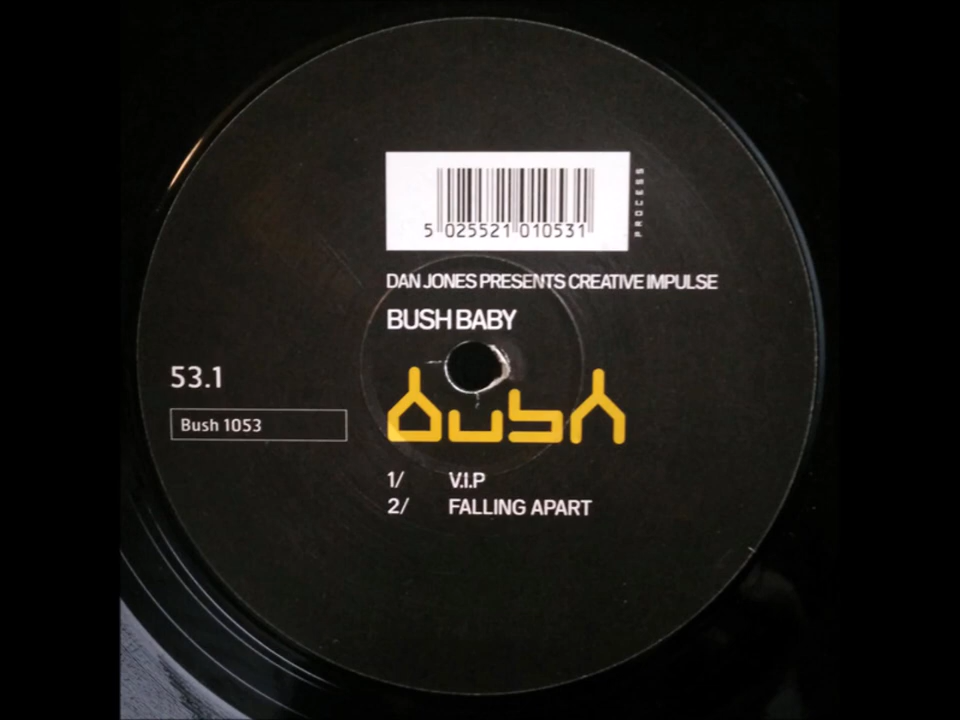 5 025521 010531
PROCESS
DAN JONES PRESENTS CREATIVE IMPULSE
BUSH BABY
53.1
bush
Bush 1053
1/ V.I.P
2/ FALLING APART